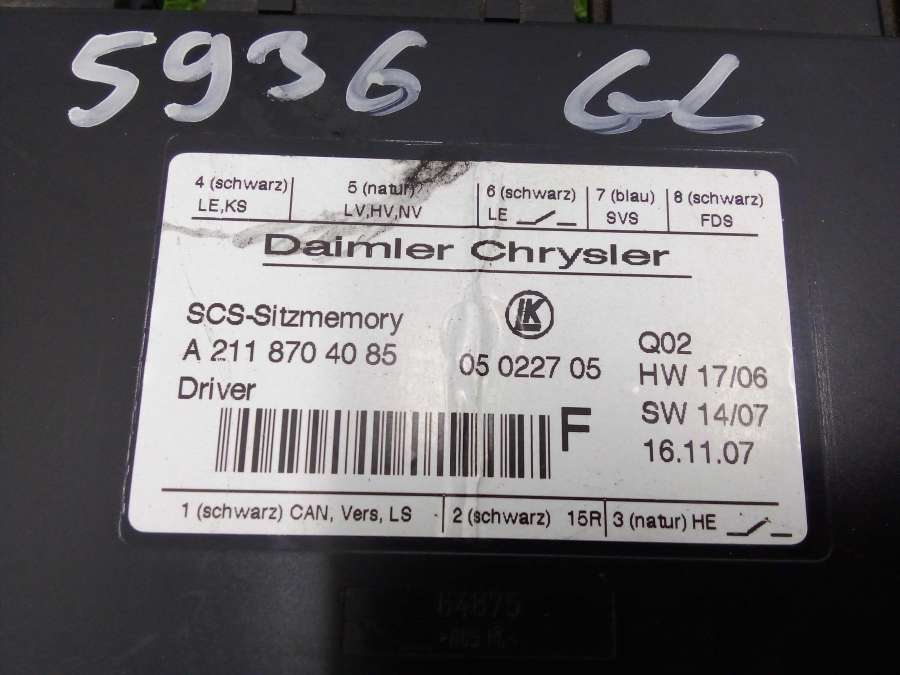 5936 GL
4 (schwarz) 5 (natur) 6 (schwarz) 7 (blau) 8 (schwarz)
LE,KS LV,HV,NV LE SVS FDS
Daimler Chrysler
SCS-Sitzmemory LK Q02
A 211 870 40 85 05 0227 05 HW 17/06
Driver SW 14/07
F 16.11.07
1 (schwarz) CAN, Vers, LS 2 (schwarz) 15R 3 (natur) HE